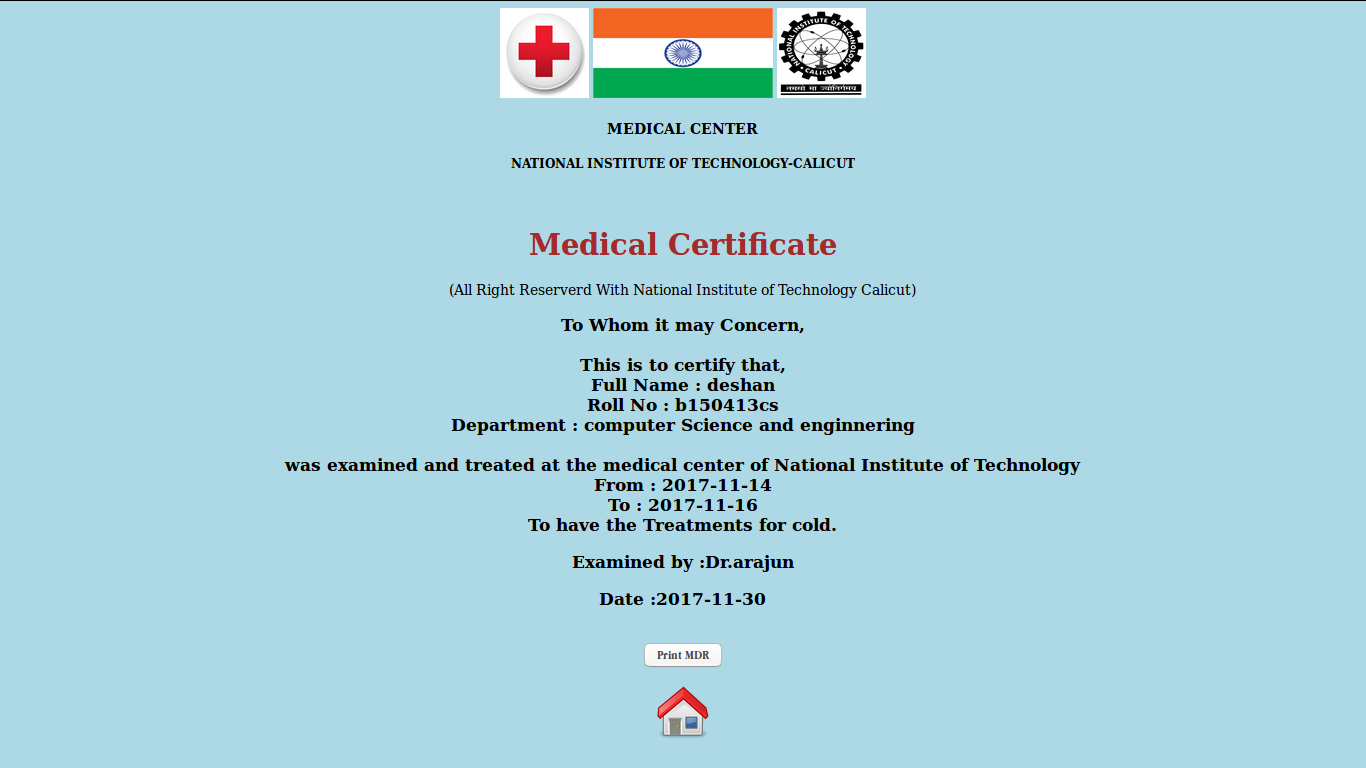 NATIONAL INSTITUTE OF TECHNOLOGY
CALICUT
तमसो मा ज्योतिर्गमय
MEDICAL CENTER
NATIONAL INSTITUTE OF TECHNOLOGY-CALICUT
Medical Certificate
(All Right Reserverd With National Institute of Technology Calicut)
To Whom it may Concern,
This is to certify that,
Full Name : deshan
Roll No : b150413cs
Department : computer Science and enginnering
was examined and treated at the medical center of National Institute of Technology
From : 2017-11-14
To : 2017-11-16
To have the Treatments for cold.
Examined by :Dr.arajun
Date :2017-11-30
Print MDR